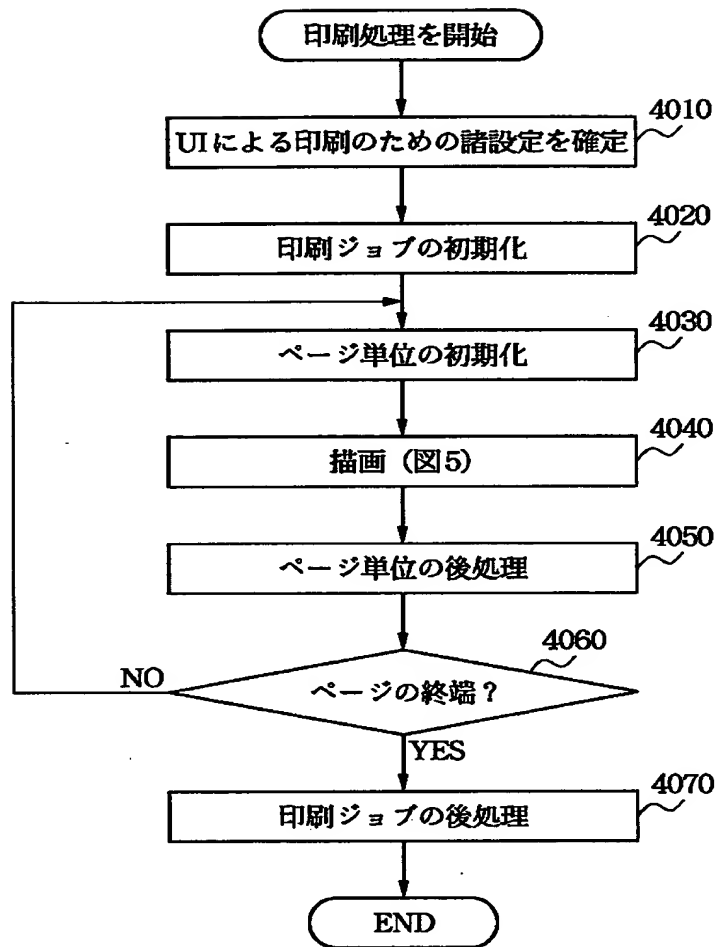 印刷処理を開始
4010
UIによる印刷のための諸設定を確定
4020
印刷ジョブの初期化
4030
ページ単位の初期化
4040
描画（図5）
4050
ページ単位の後処理
4060
ページの終端？
NO
YES
4070
印刷ジョブの後処理
END